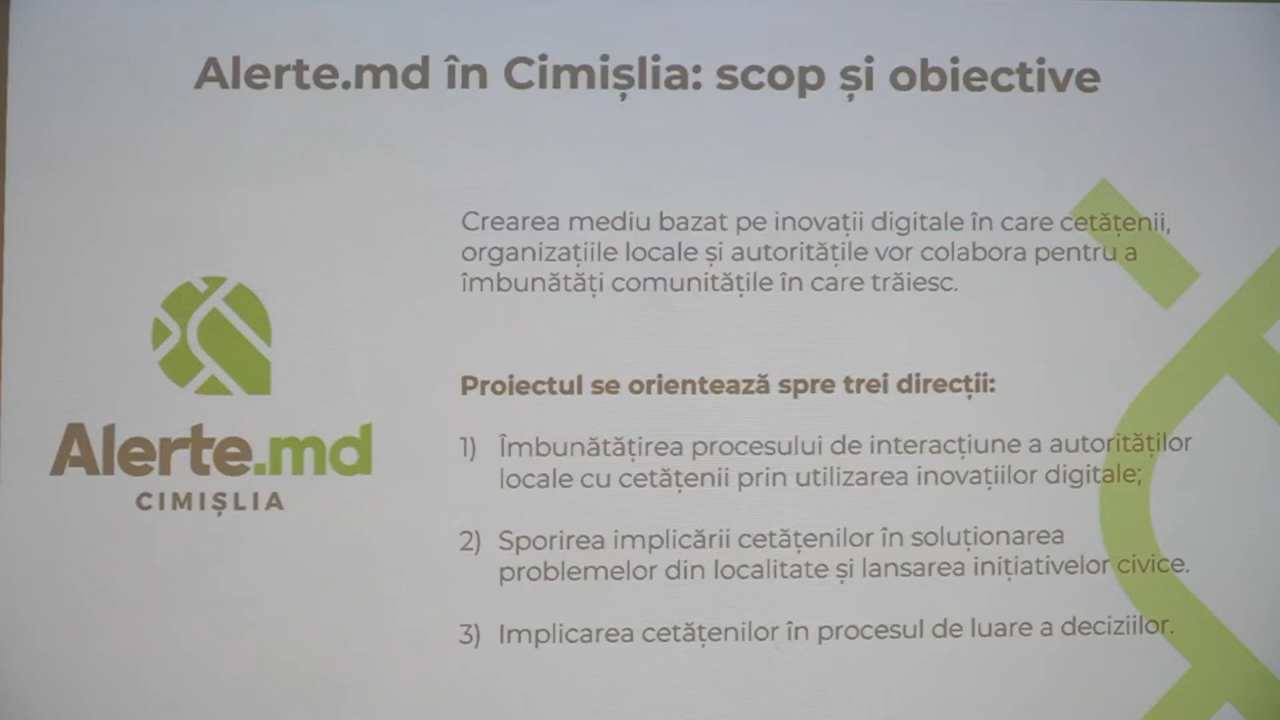 Alerte.md în Cimișlia: scop și obiective
Crearea mediu bazat pe inovații digitale în care cetățenii,
organizațiile locale și autoritățile vor colabora pentru a
îmbunătăți comunitățile în care trăiesc.
Alerte.md
CIMIȘLIA
Proiectul se orientează spre trei direcții:
1) Îmbunătățirea procesului de interacțiune a autorităților
locale cu cetățenii prin utilizarea inovațiilor digitale;
2) Sporirea implicării cetățenilor în soluționarea
problemelor din localitate și lansarea inițiativelor civice.
3) Implicarea cetățenilor în procesul de luare a deciziilor.